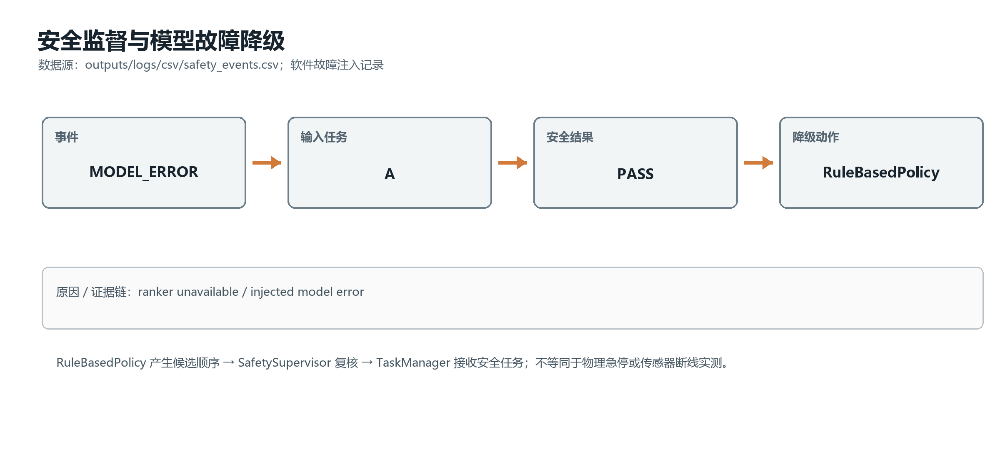 安全监督与模型故障降级
数据源：outputs/logs/csv/safety_events.csv；软件故障注入记录
事件
MODEL_ERROR
输入任务
A
安全结果
PASS
降级动作
RuleBasedPolicy
原因 / 证据链：ranker unavailable / injected model error
RuleBasedPolicy 产生候选顺序 → SafetySupervisor 复核 → TaskManager 接收安全任务；不等同于物理急停或传感器断线实测。